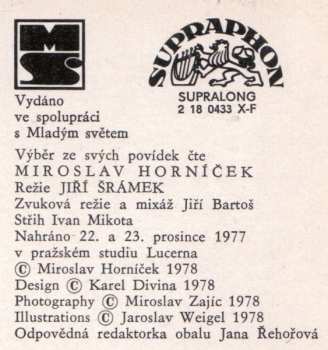 SUPRAPHON
SUPRALONG
2 18 0433 X-F
Vydáno
ve spolupráci
s Mladým světem
Výběr ze svých povídek čte
MIROSLAV HORNÍČEK
Režie JIŘÍ ŠRÁMEK
Zvuková režie a mixáž Jiří Bartoš
Střih Ivan Mikota
Nahráno 22. a 23. prosince 1977
v pražském studiu Lucerna
© Miroslav Horníček 1978
Design © Karel Divina 1978
Photography © Miroslav Zajíc 1978
Illustrations © Jaroslav Weigel 1978
Odpovědná redaktorka obalu Jana Řehořová